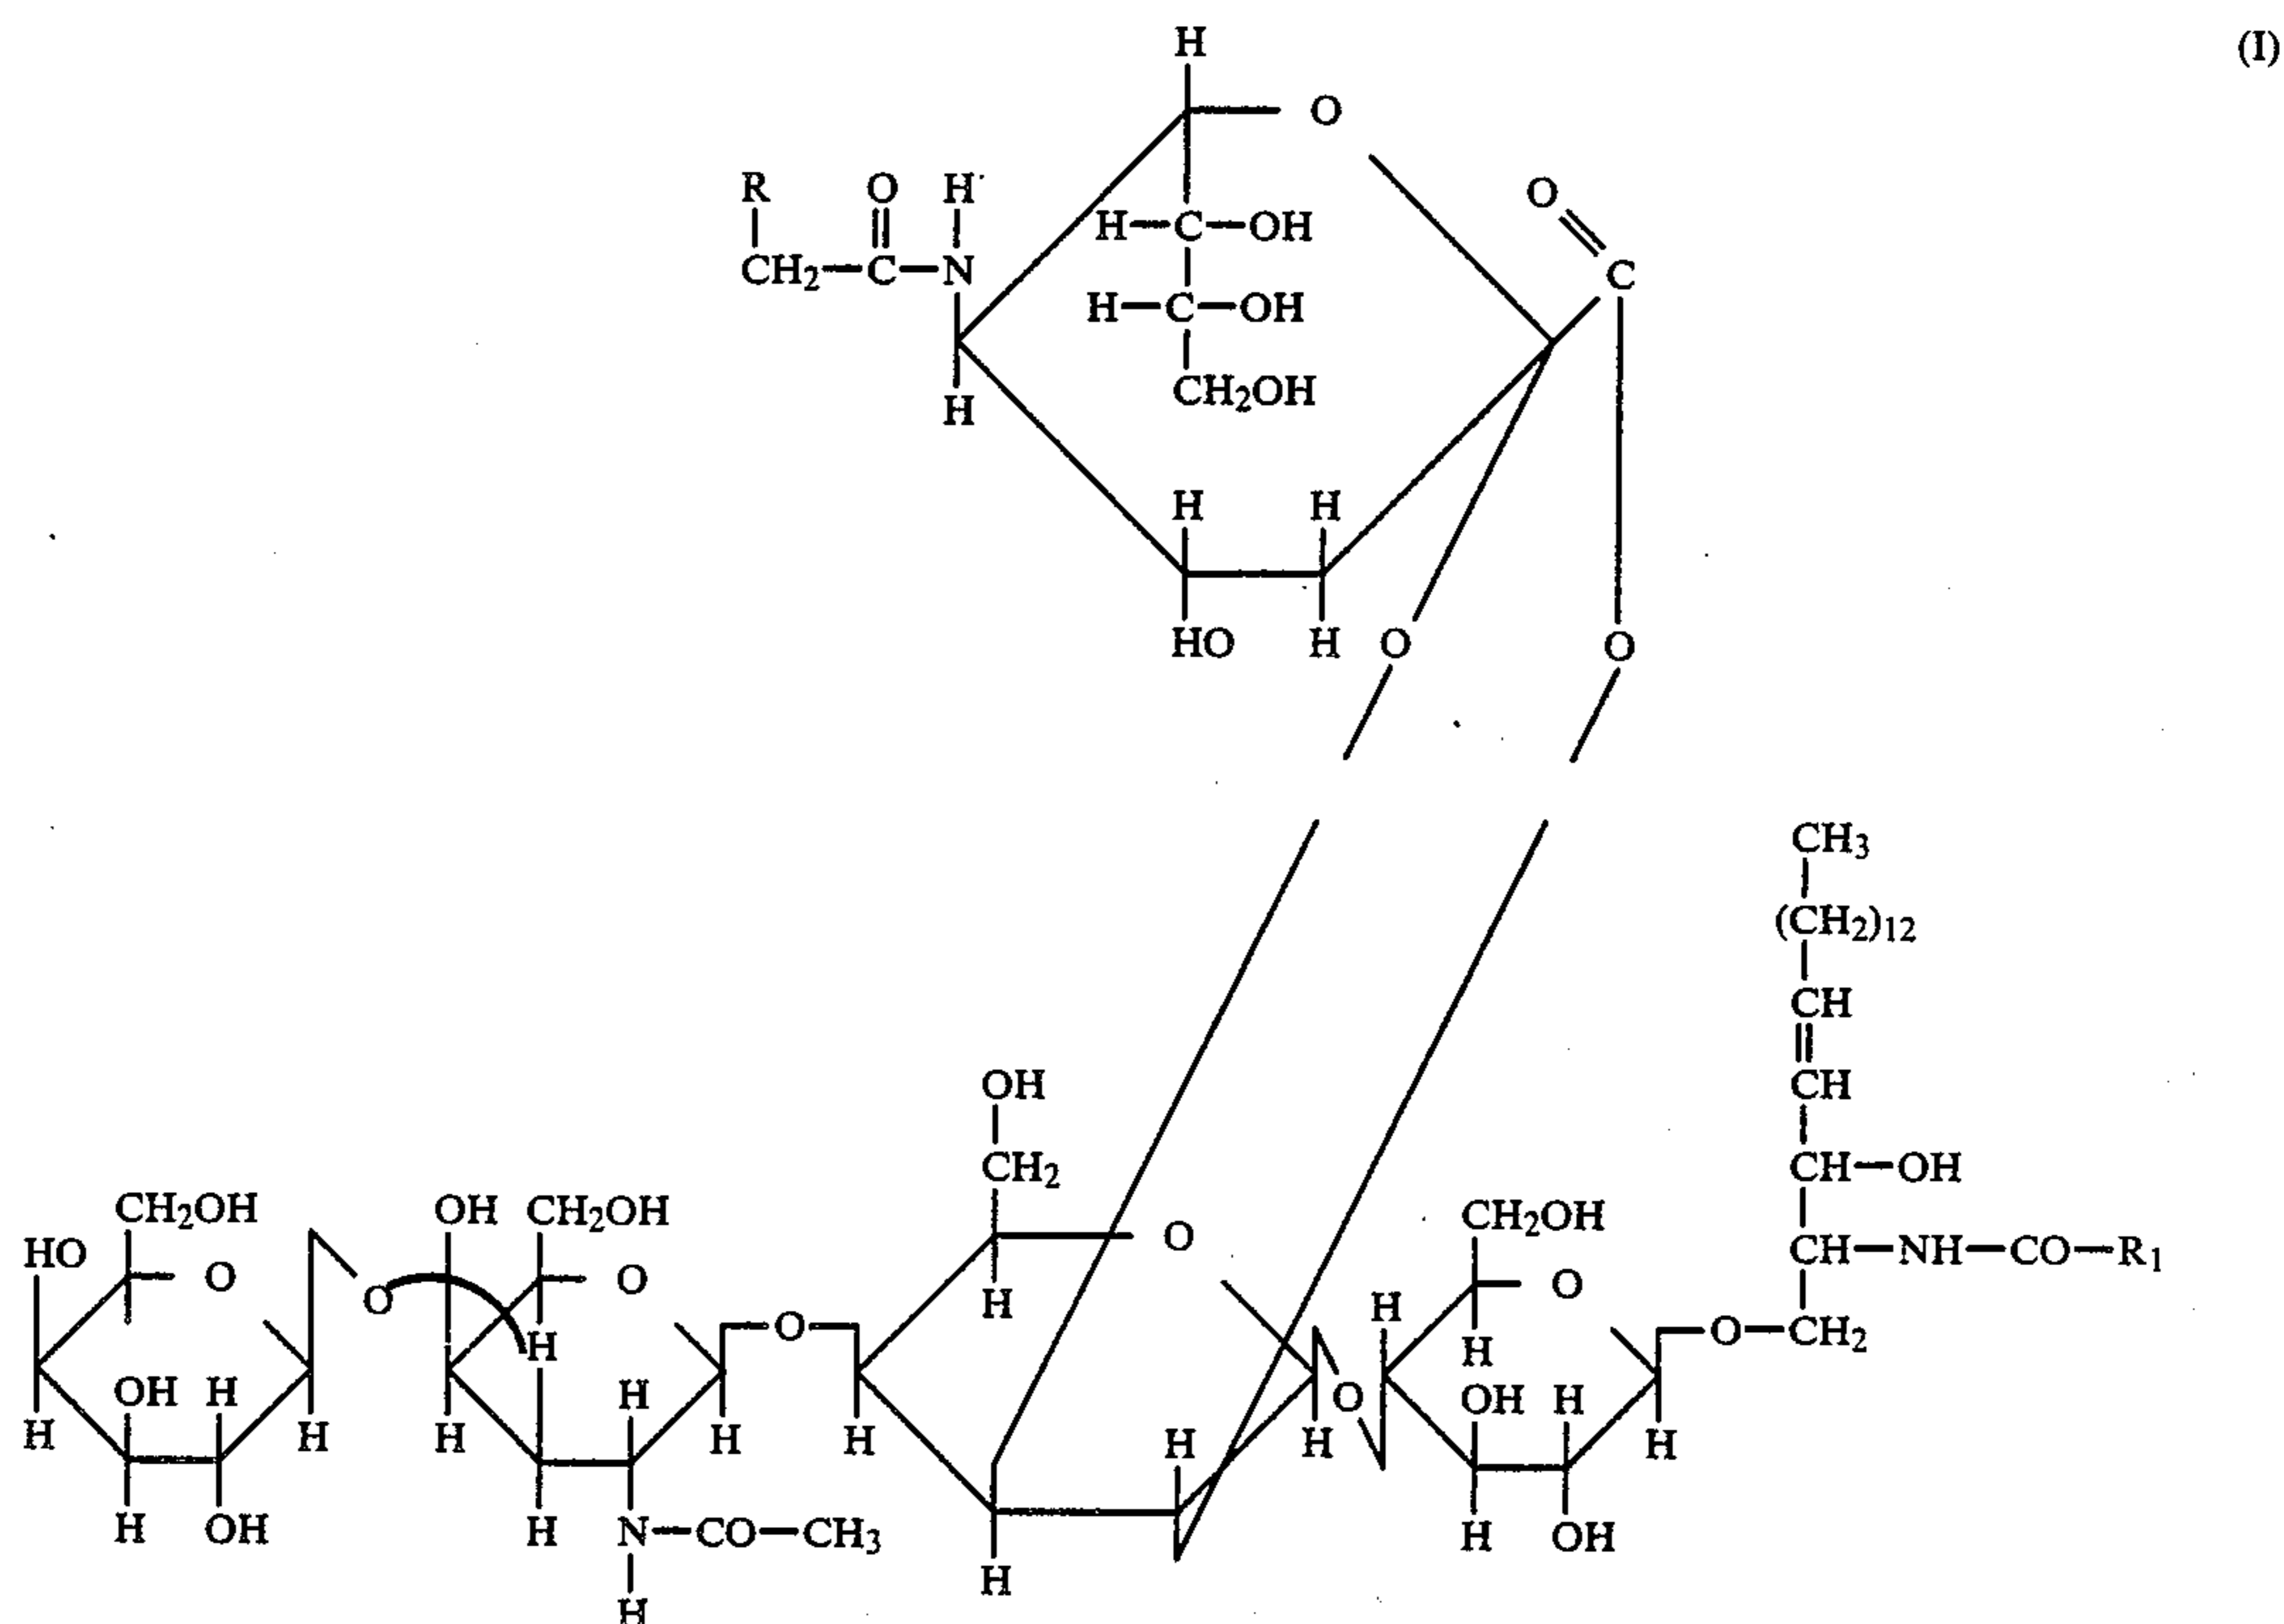 (I)
H
O
R O H O
H—C—OH
CH2—C—N C
H—C—OH
CH2OH
H
H H
HO H O O
CH3
(CH2)12
CH
OH CH
CH2 CH—OH
CH2OH OH CH2OH CH2OH
HO O O CH—NH—CO—R1
O O H O
H H O O—CH2
H H
OH H H O OH H
H H H H H H H
H OH H N—CO—CH3 H OH
H
H